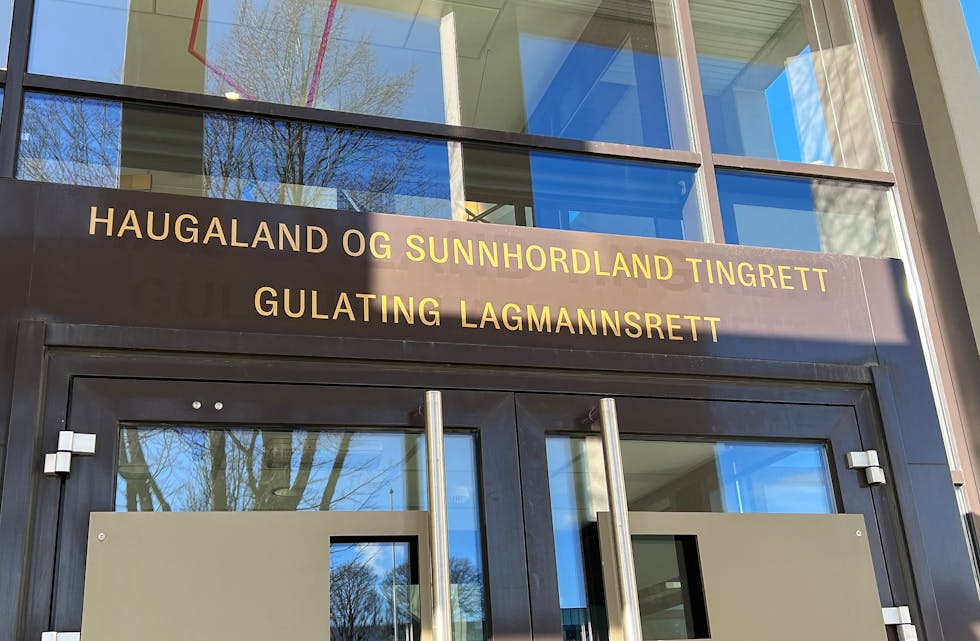 HAUGALAND OG SUNNHORDLAND TINGRETT
GULATING LAGMANNSRETT